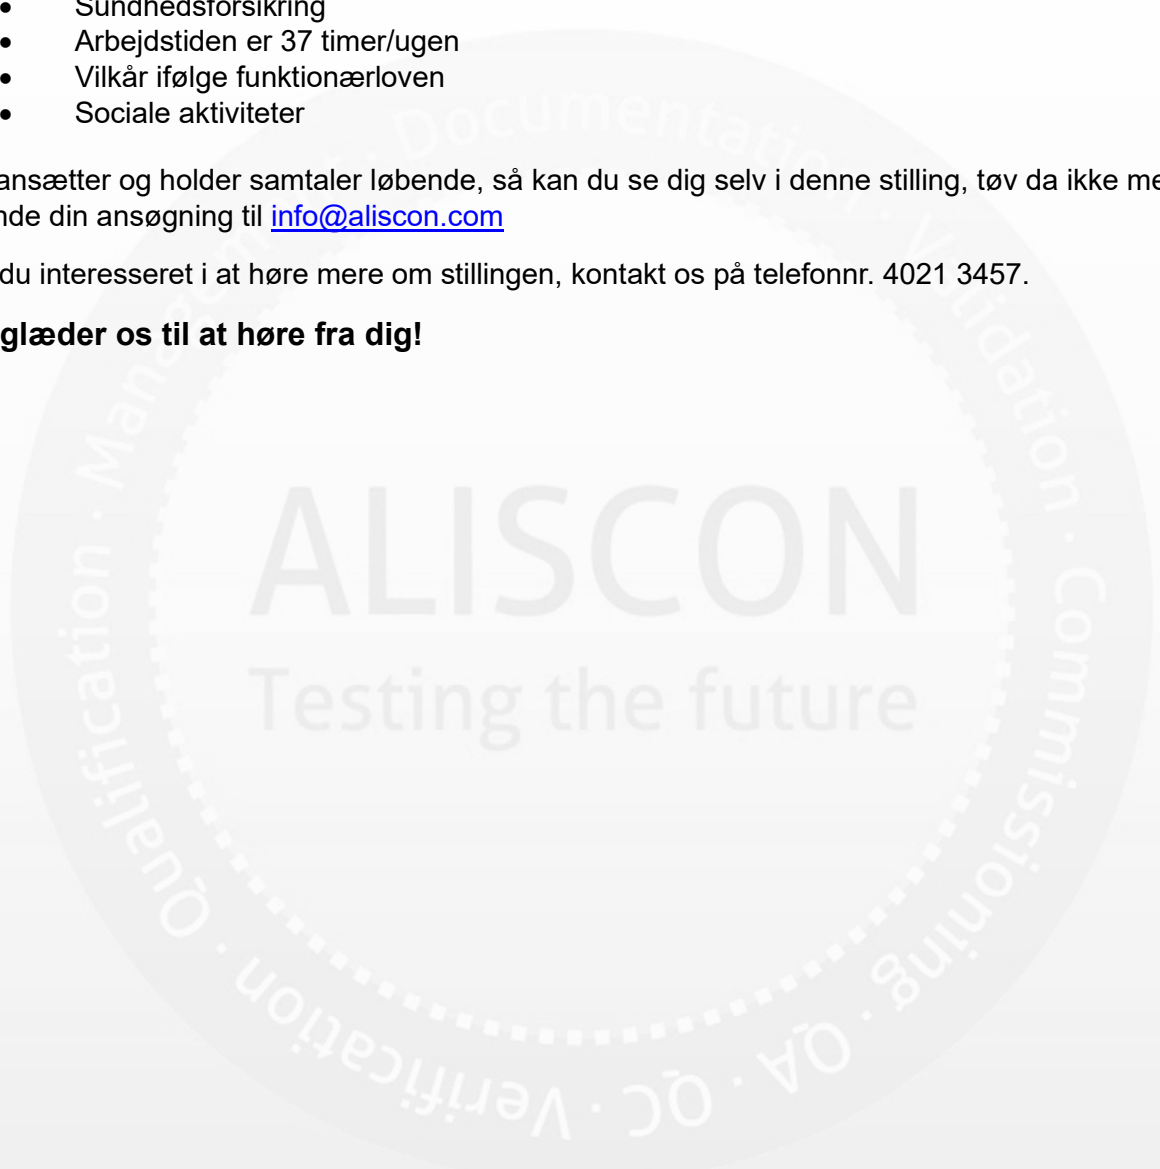 • Sundhedsforsikring
• Arbejdstiden er 37 timer/ugen
• Vilkår ifølge funktionærloven
• Sociale aktiviteter
ansætter og holder samtaler løbende, så kan du se dig selv i denne stilling, tøv da ikke me
nde din ansøgning til info@aliscon.com
du interesseret i at høre mere om stillingen, kontakt os på telefonnr. 4021 3457.
glæder os til at høre fra dig!
ALISCON
Testing the future
Management · Documentation · Validation · Commissioning · QA · QC · Verification · Qualification ·